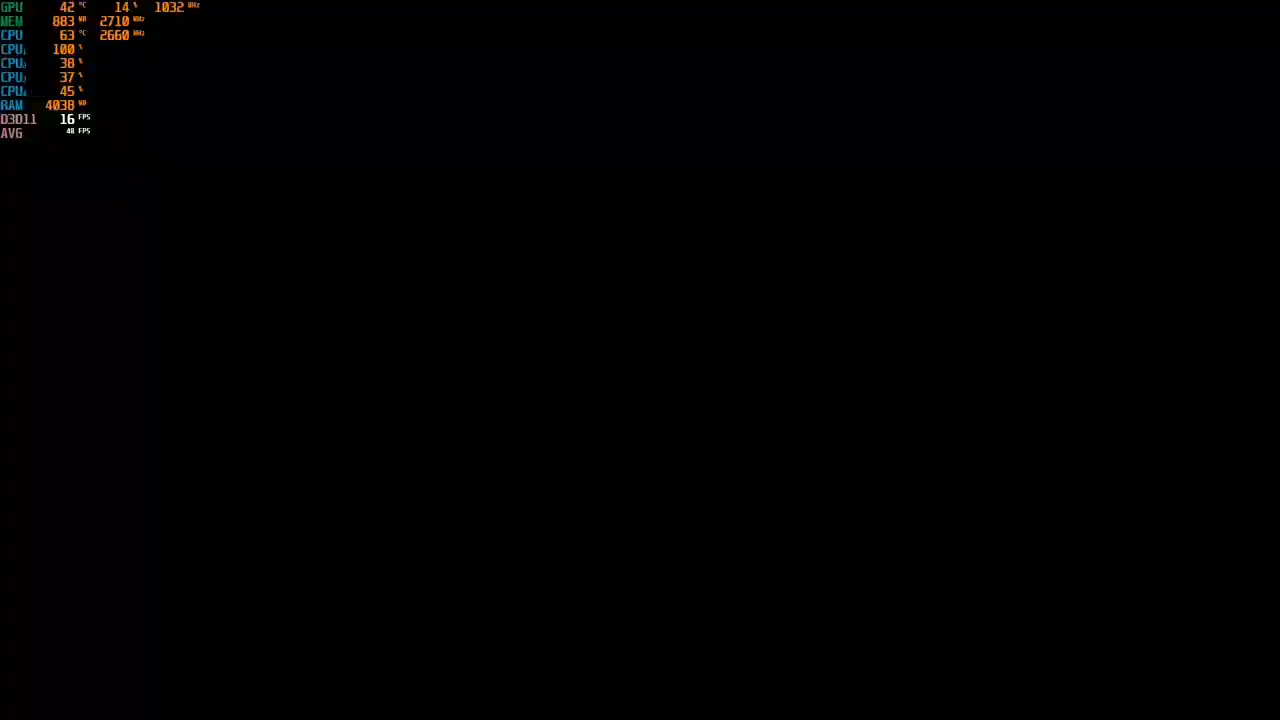 GPU 42 °C 14 % 1032 MHz
MEM 883 MB 2710 MHz
CPU 63 °C 2660 MHz
CPU1 100 %
CPU2 38 %
CPU3 37 %
CPU4 45 %
RAM 4038 MB
D3D11 16 FPS
AVG 48 FPS